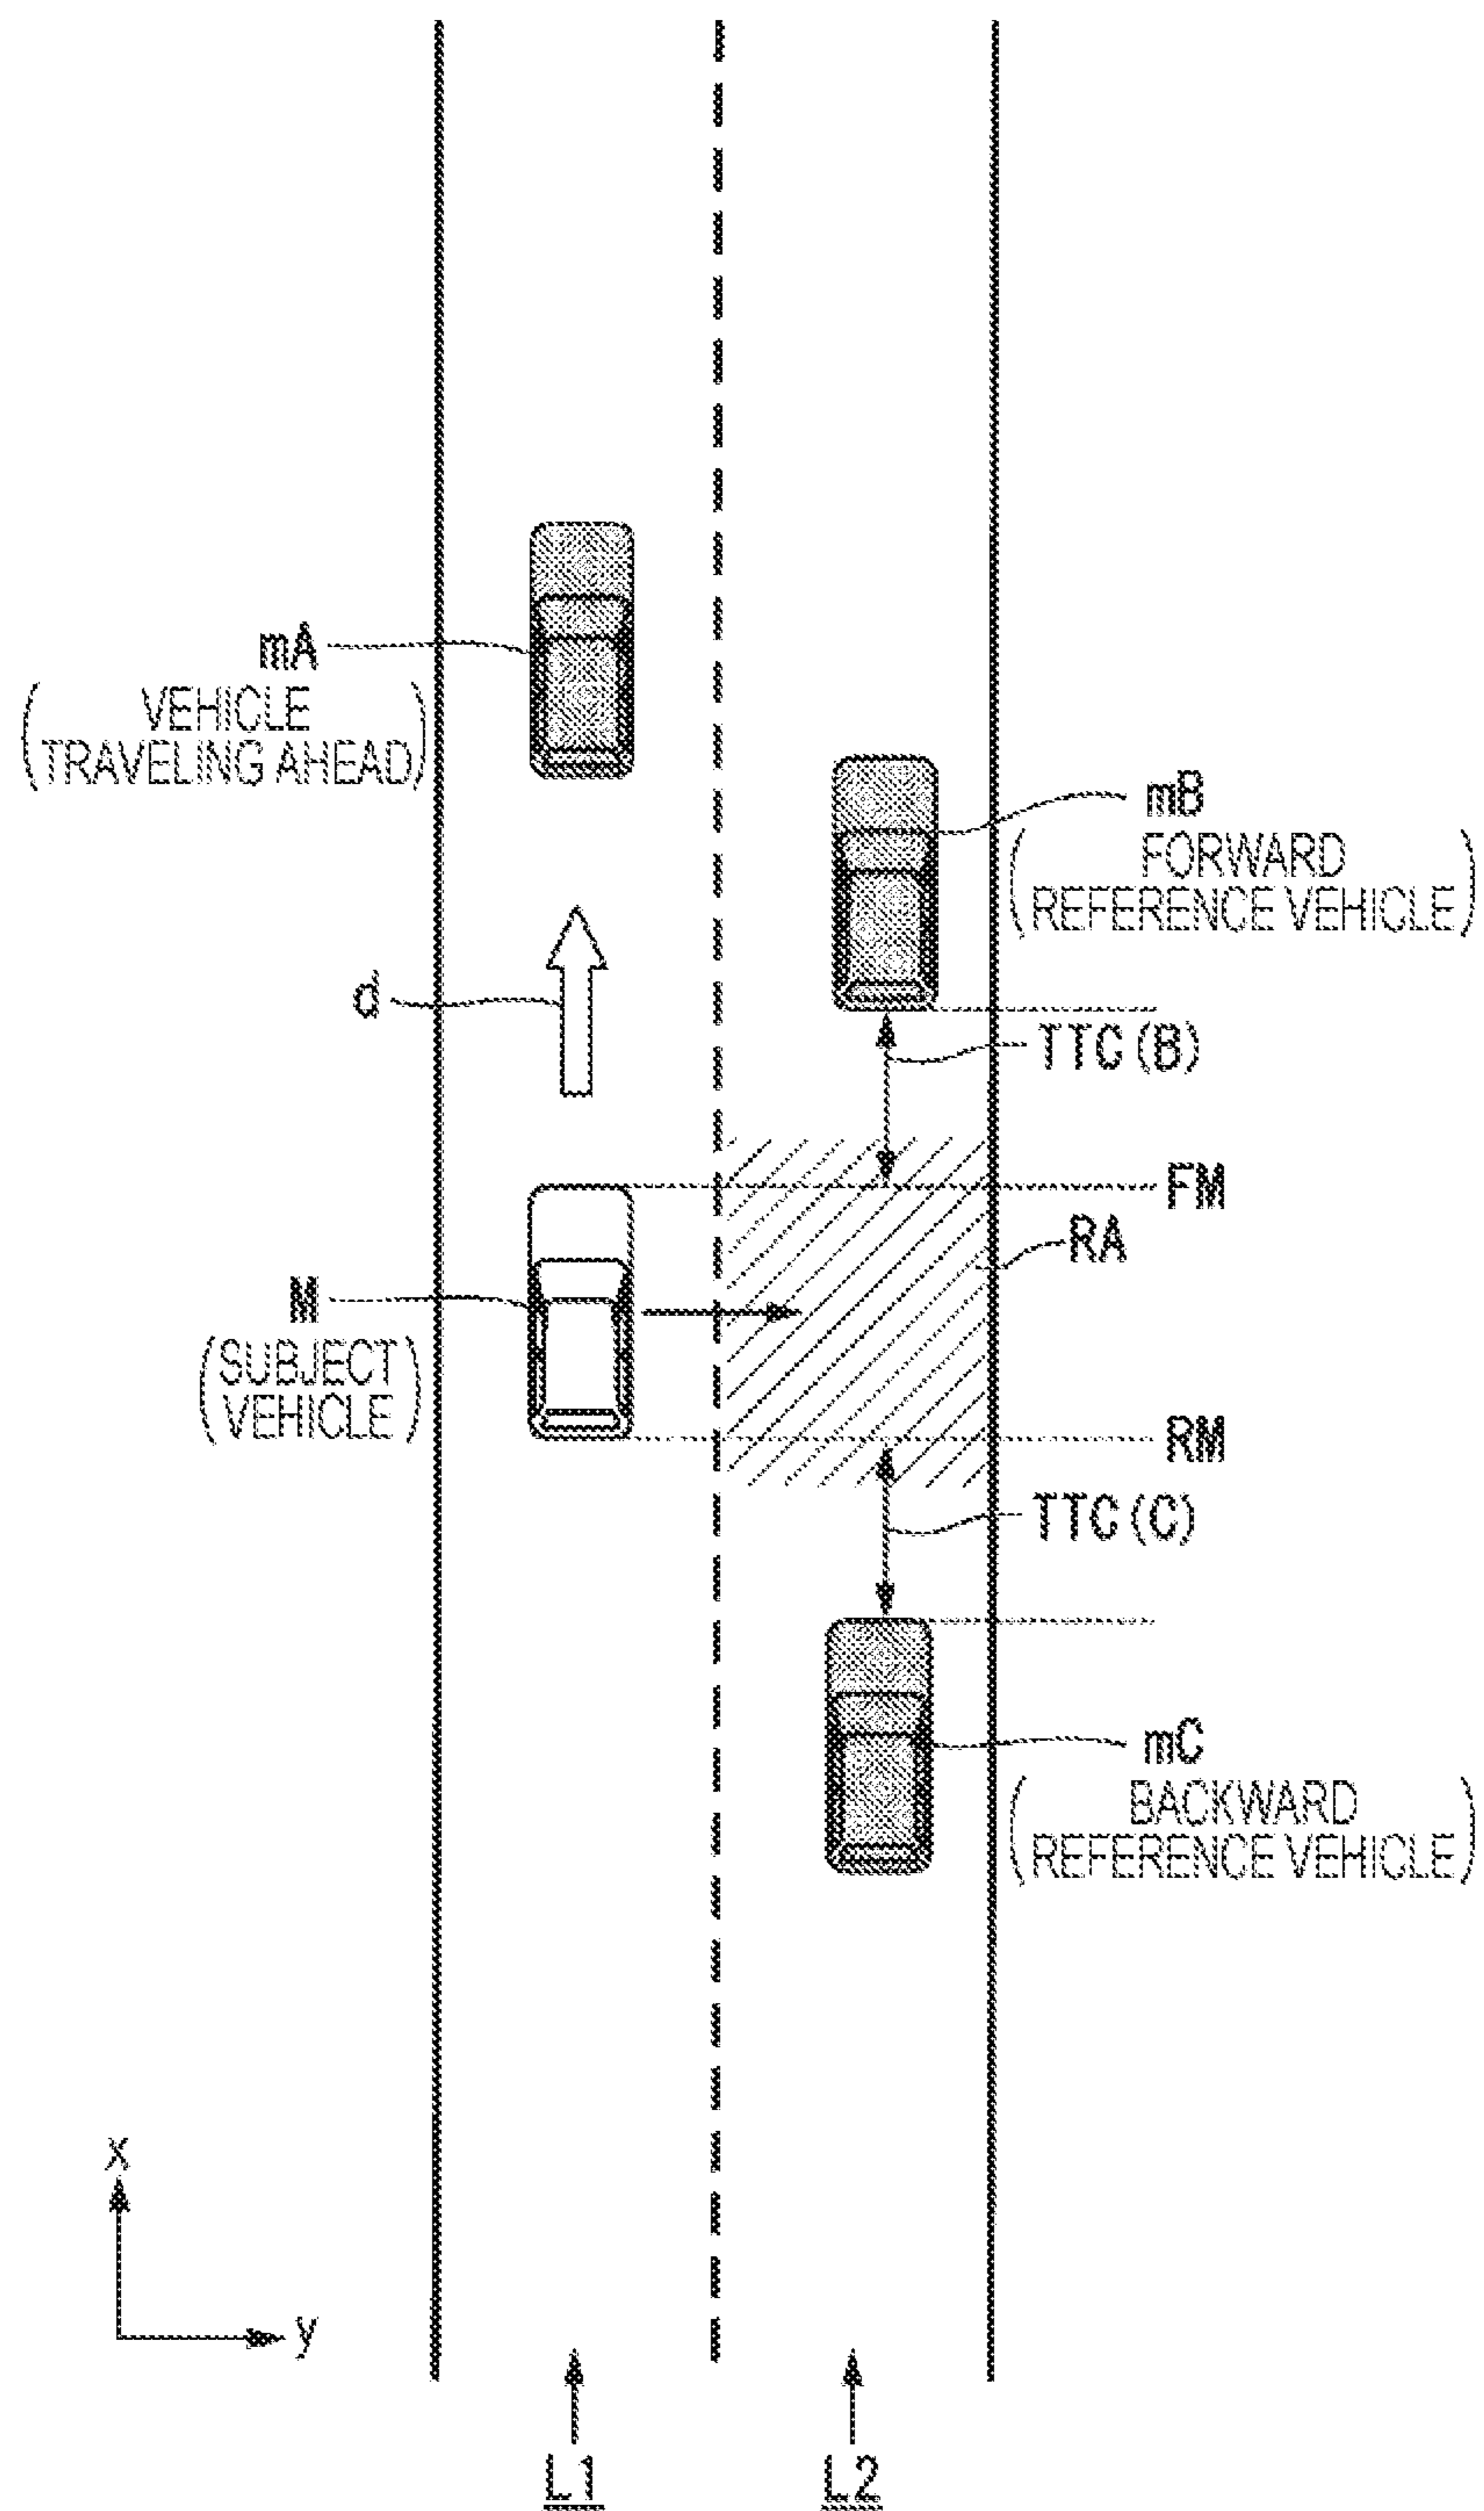 mA
(VEHICLE
TRAVELING AHEAD)
mB
(FORWARD
REFERENCE VEHICLE)
d
TTC (B)
FM
RA
M
(SUBJECT
VEHICLE)
RM
TTC (C)
mC
(BACKWARD
REFERENCE VEHICLE)
x
y
L1
L2